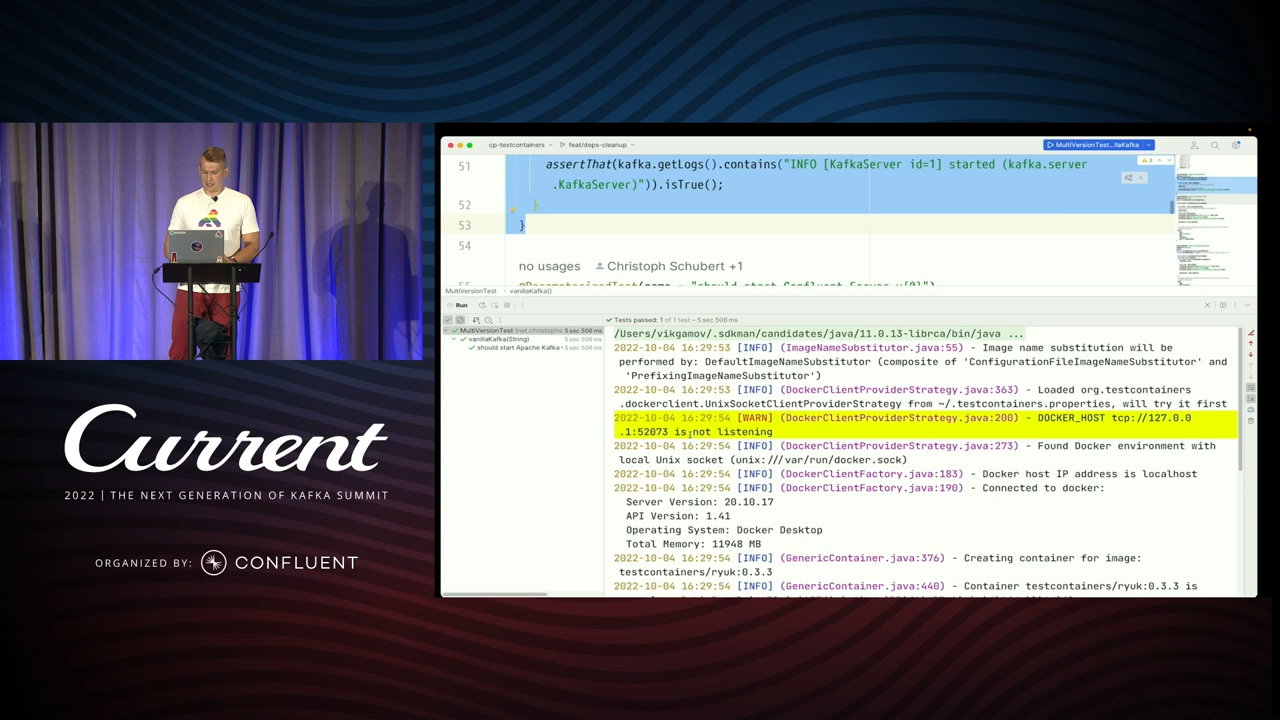 cp-testcontainers
feat/deps-cleanup
MultiVersionTest...llaKafka
51 assertThat(kafka.getLogs().contains("INFO [KafkaServer id=1] started (kafka.server
.KafkaServer)")).isTrue();
52 }
53 }
54
no usages Christoph Schubert +1
MultiVersionTest › vanillaKafka()
Run
Tests passed: 1 of 1 test – 5 sec 506 ms
MultiVersionTest (net.christophs 5 sec 506 ms
vanillaKafka(String) 5 sec 506 ms
should start Apache Kafka 5 sec 506 ms
/Users/vikgamov/.sdkman/candidates/java/11.0.13-librca/bin/java ...
2022-10-04 16:29:53 [INFO] (ImageNameSubstitutor.java:55) - Image name substitution will be
performed by: DefaultImageNameSubstitutor (composite of 'ConfigurationFileImageNameSubstitutor' and
'PrefixingImageNameSubstitutor')
2022-10-04 16:29:53 [INFO] (DockerClientProviderStrategy.java:363) - Loaded org.testcontainers
.dockerclient.UnixSocketClientProviderStrategy from ~/.testcontainers.properties, will try it first
2022-10-04 16:29:54 [WARN] (DockerClientProviderStrategy.java:200) - DOCKER_HOST tcp://127.0.0
.1:52073 is not listening
2022-10-04 16:29:54 [INFO] (DockerClientProviderStrategy.java:273) - Found Docker environment with
local Unix socket (unix:///var/run/docker.sock)
2022-10-04 16:29:54 [INFO] (DockerClientFactory.java:183) - Docker host IP address is localhost
2022-10-04 16:29:54 [INFO] (DockerClientFactory.java:190) - Connected to docker:
Server Version: 20.10.17
API Version: 1.41
Operating System: Docker Desktop
Total Memory: 11948 MB
2022-10-04 16:29:54 [INFO] (GenericContainer.java:376) - Creating container for image:
testcontainers/ryuk:0.3.3
2022-10-04 16:29:54 [INFO] (GenericContainer.java:440) - Container testcontainers/ryuk:0.3.3 is
Current
2022 | THE NEXT GENERATION OF KAFKA SUMMIT
ORGANIZED BY: CONFLUENT